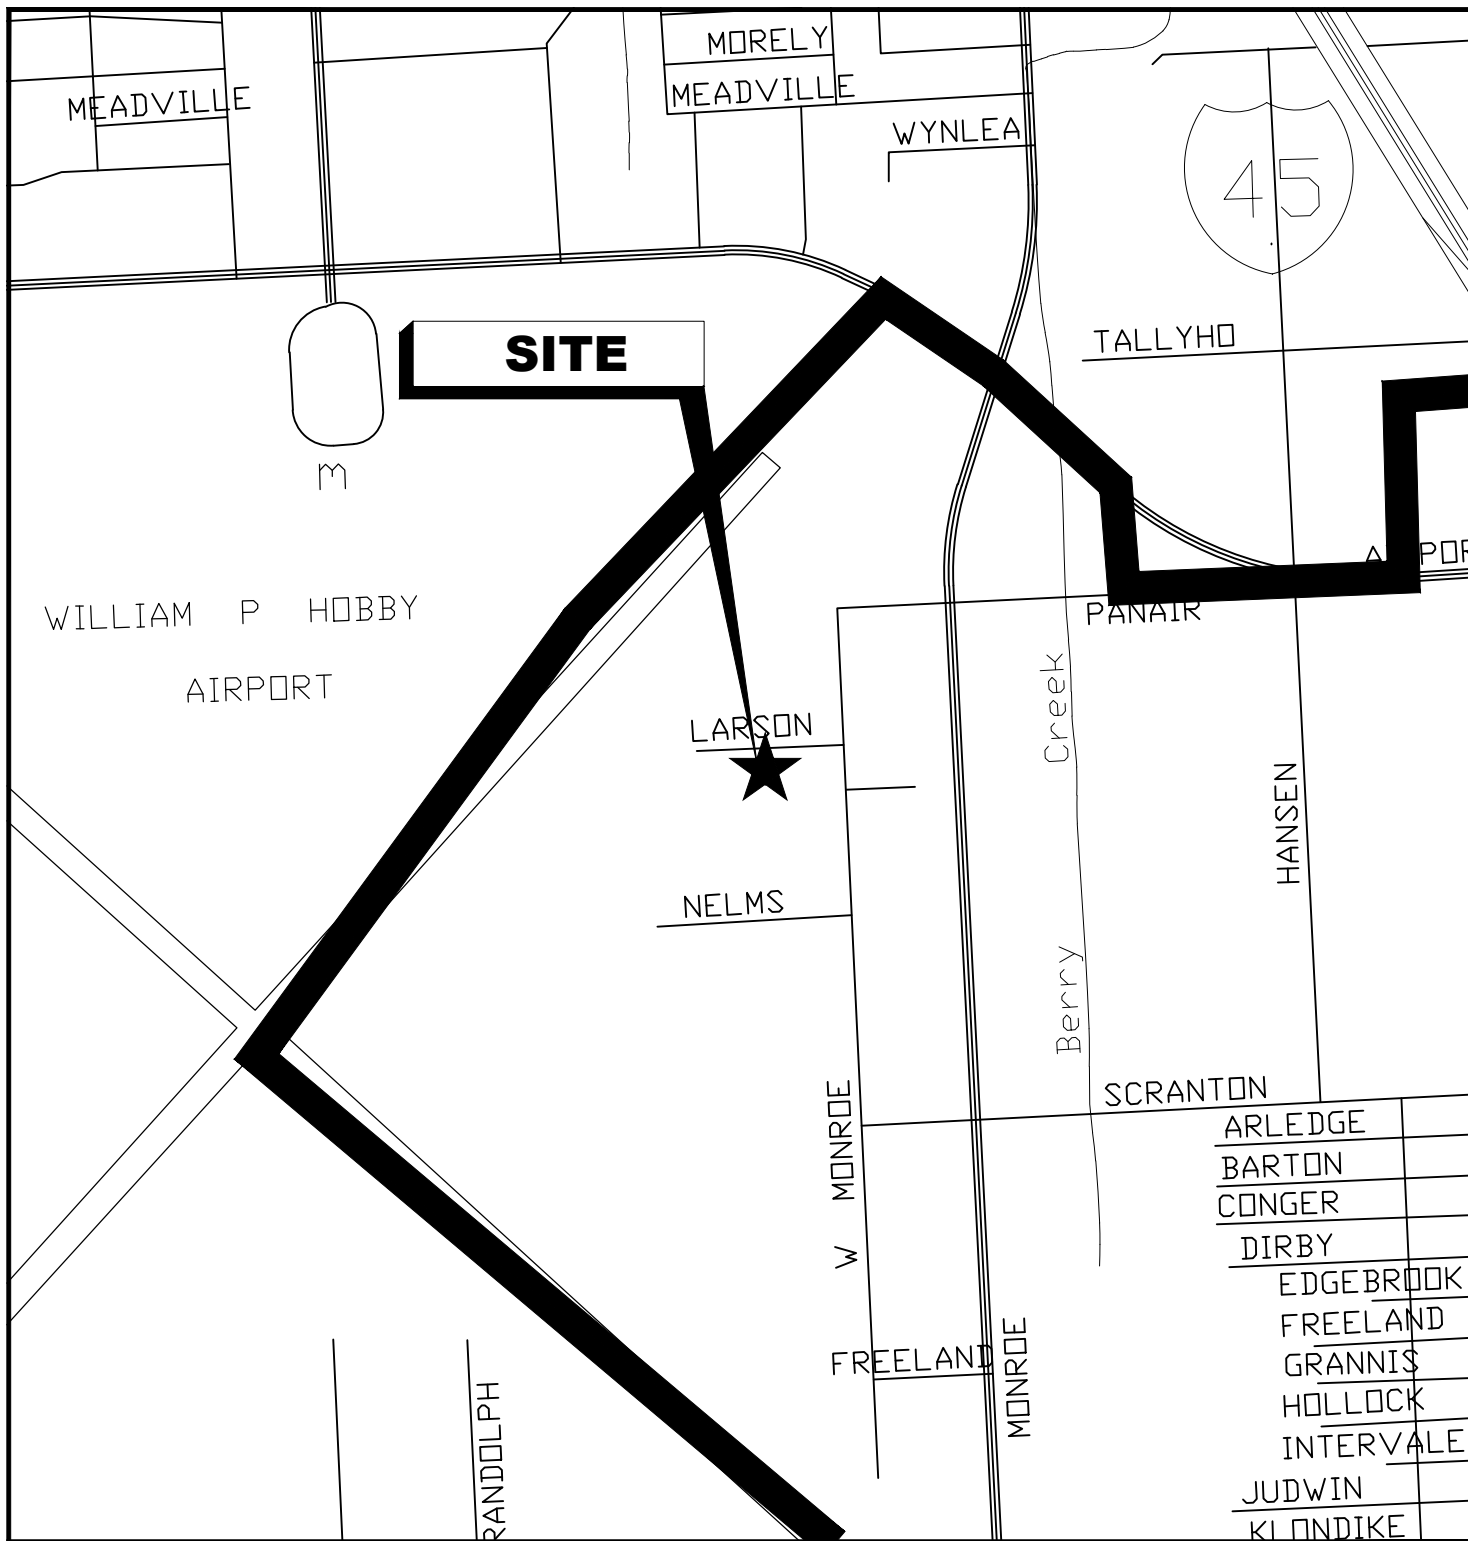 MORELY
MEADVILLE
MEADVILLE
WYNLEA
45
TALLYHO
SITE
M
WILLIAM P HOBBY
AIRPORT
PANAIR
Creek
LARSON
HANSEN
NELMS
Berry
SCRANTON
W MONROE
ARLEDGE
BARTON
CONGER
DIRBY
EDGEBROOK
FREELAND
FREELAND
MONROE
GRANNIS
HOLLOCK
RANDOLPH
INTERVALE
JUDWIN
KLONDIKE